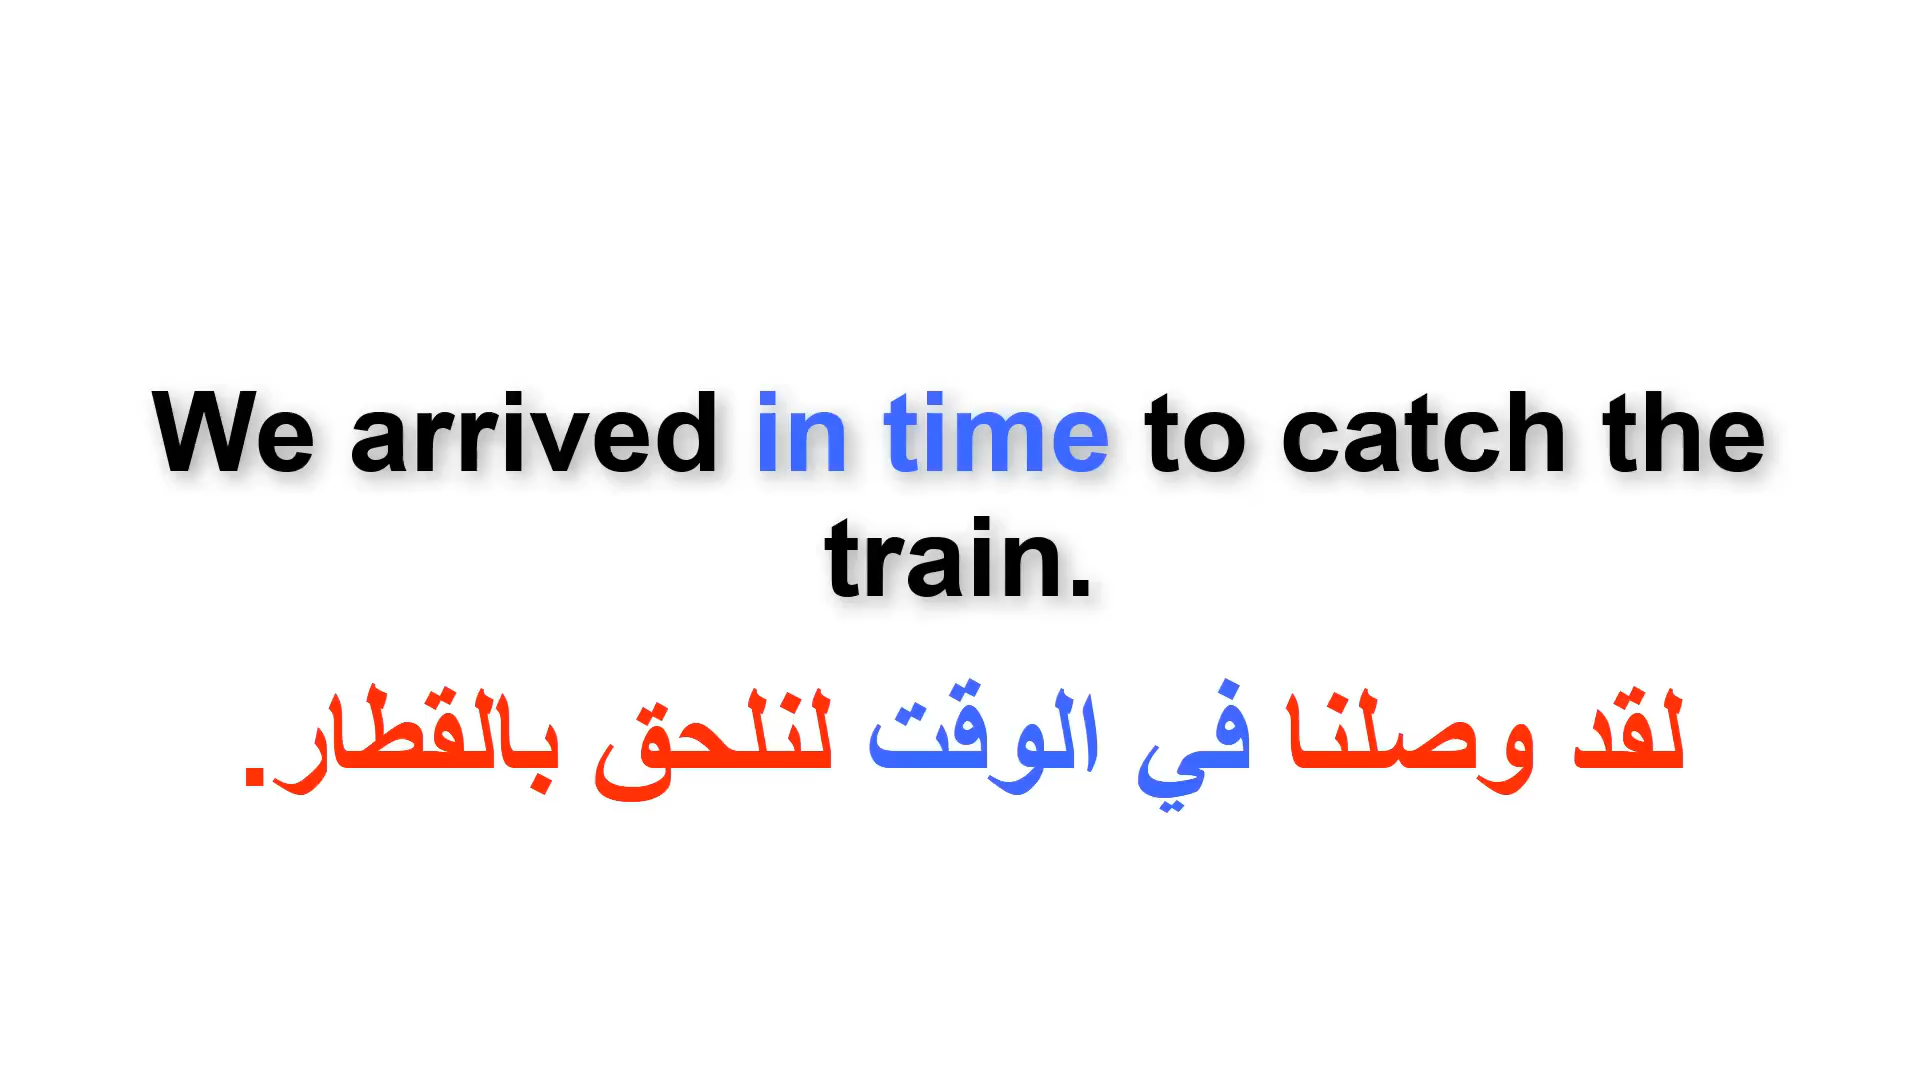 We arrived in time to catch the
train.
لقد وصلنا في الوقت لنلحق بالقطار.